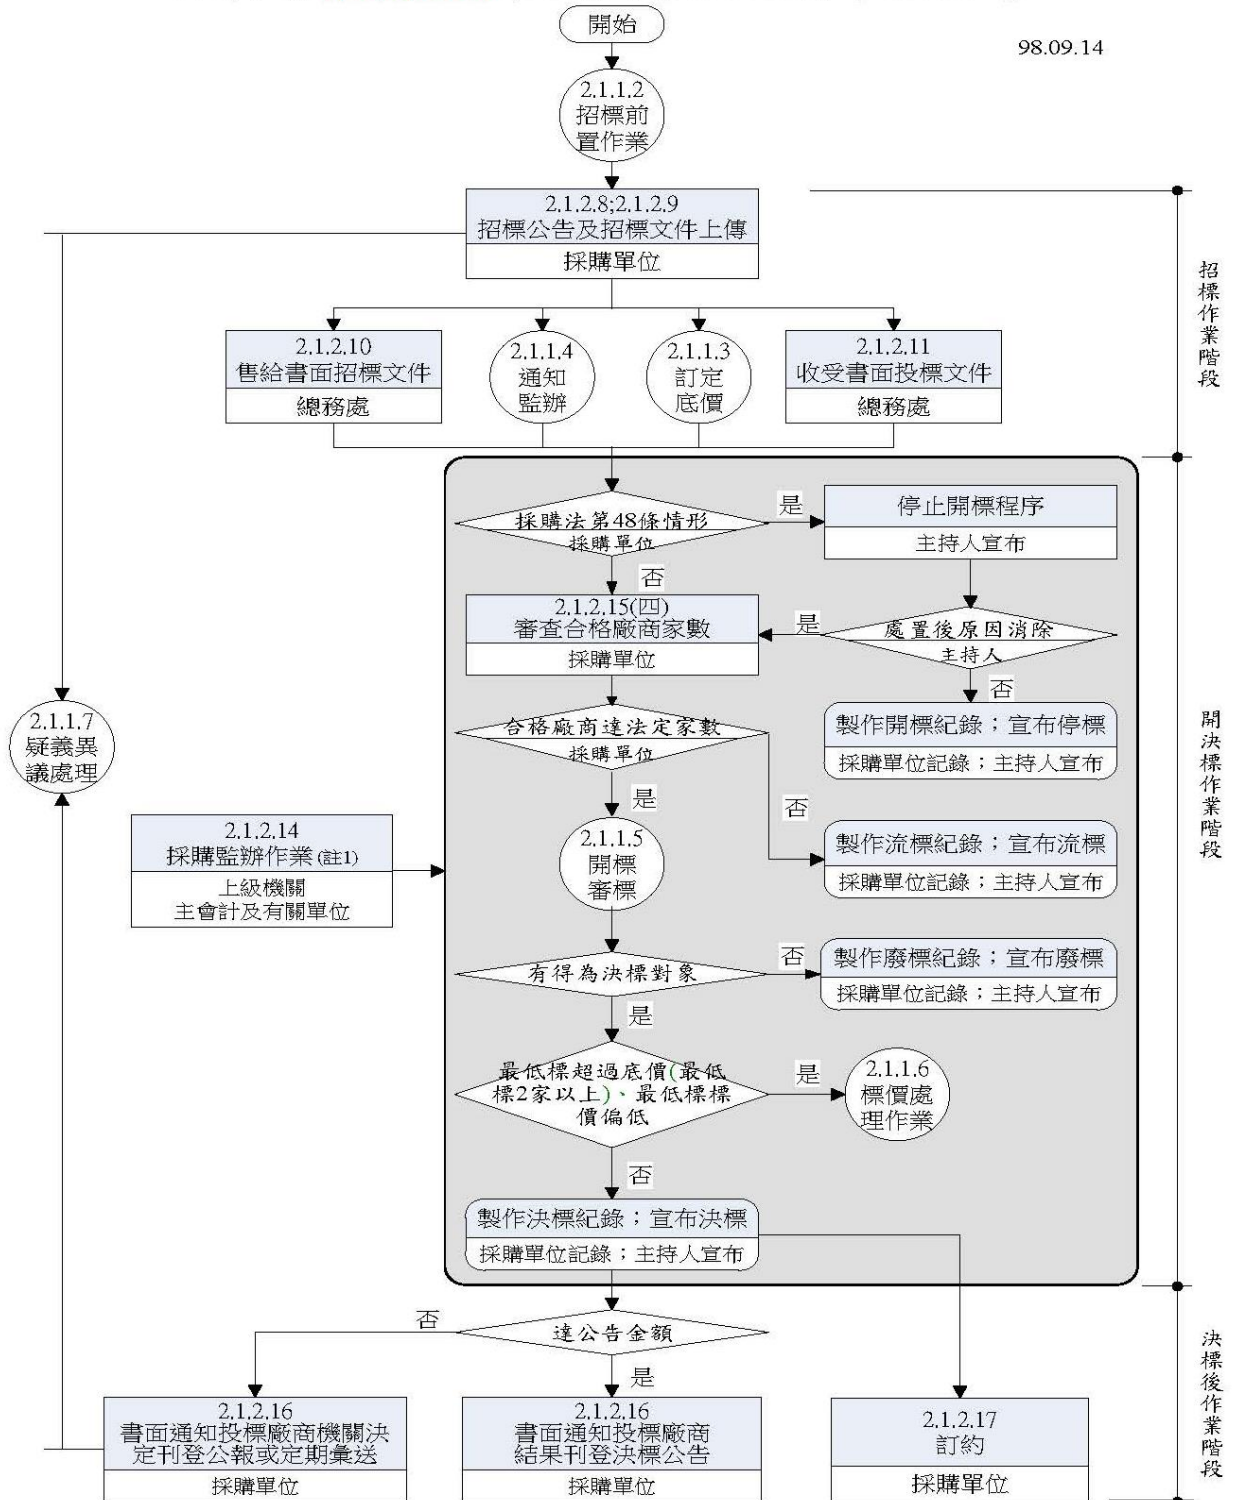 開始
98.09.14
2.1.1.2
招標前
置作業
2.1.2.8;2.1.2.9
招標公告及招標文件上傳
採購單位
招標作業階段
2.1.2.10
售給書面招標文件
總務處
2.1.1.4
通知
監辦
2.1.1.3
訂定
底價
2.1.2.11
收受書面投標文件
總務處
採購法第48條情形
採購單位
是
停止開標程序
主持人宣布
否
2.1.2.15(四)
審查合格廠商家數
採購單位
是
處置後原因消除
主持人
否
製作開標紀錄；宣布停標
採購單位記錄；主持人宣布
合格廠商達法定家數
採購單位
2.1.1.7
疑義異
議處理
開決標作業階段
是
否
2.1.1.5
開標
審標
製作流標紀錄；宣布流標
採購單位記錄；主持人宣布
2.1.2.14
採購監辦作業(註1)
上級機關
主會計及有關單位
有得為決標對象
否
製作廢標紀錄；宣布廢標
採購單位記錄；主持人宣布
是
最低標超過底價(最低
標2家以上)、最低標標
價偏低
是
2.1.1.6
標價處
理作業
否
製作決標紀錄；宣布決標
採購單位記錄；主持人宣布
達公告金額
否
是
決標後作業階段
2.1.2.16
書面通知投標廠商機關決
定刊登公報或定期彙送
採購單位
2.1.2.16
書面通知投標廠商
結果刊登決標公告
採購單位
2.1.2.17
訂約
採購單位